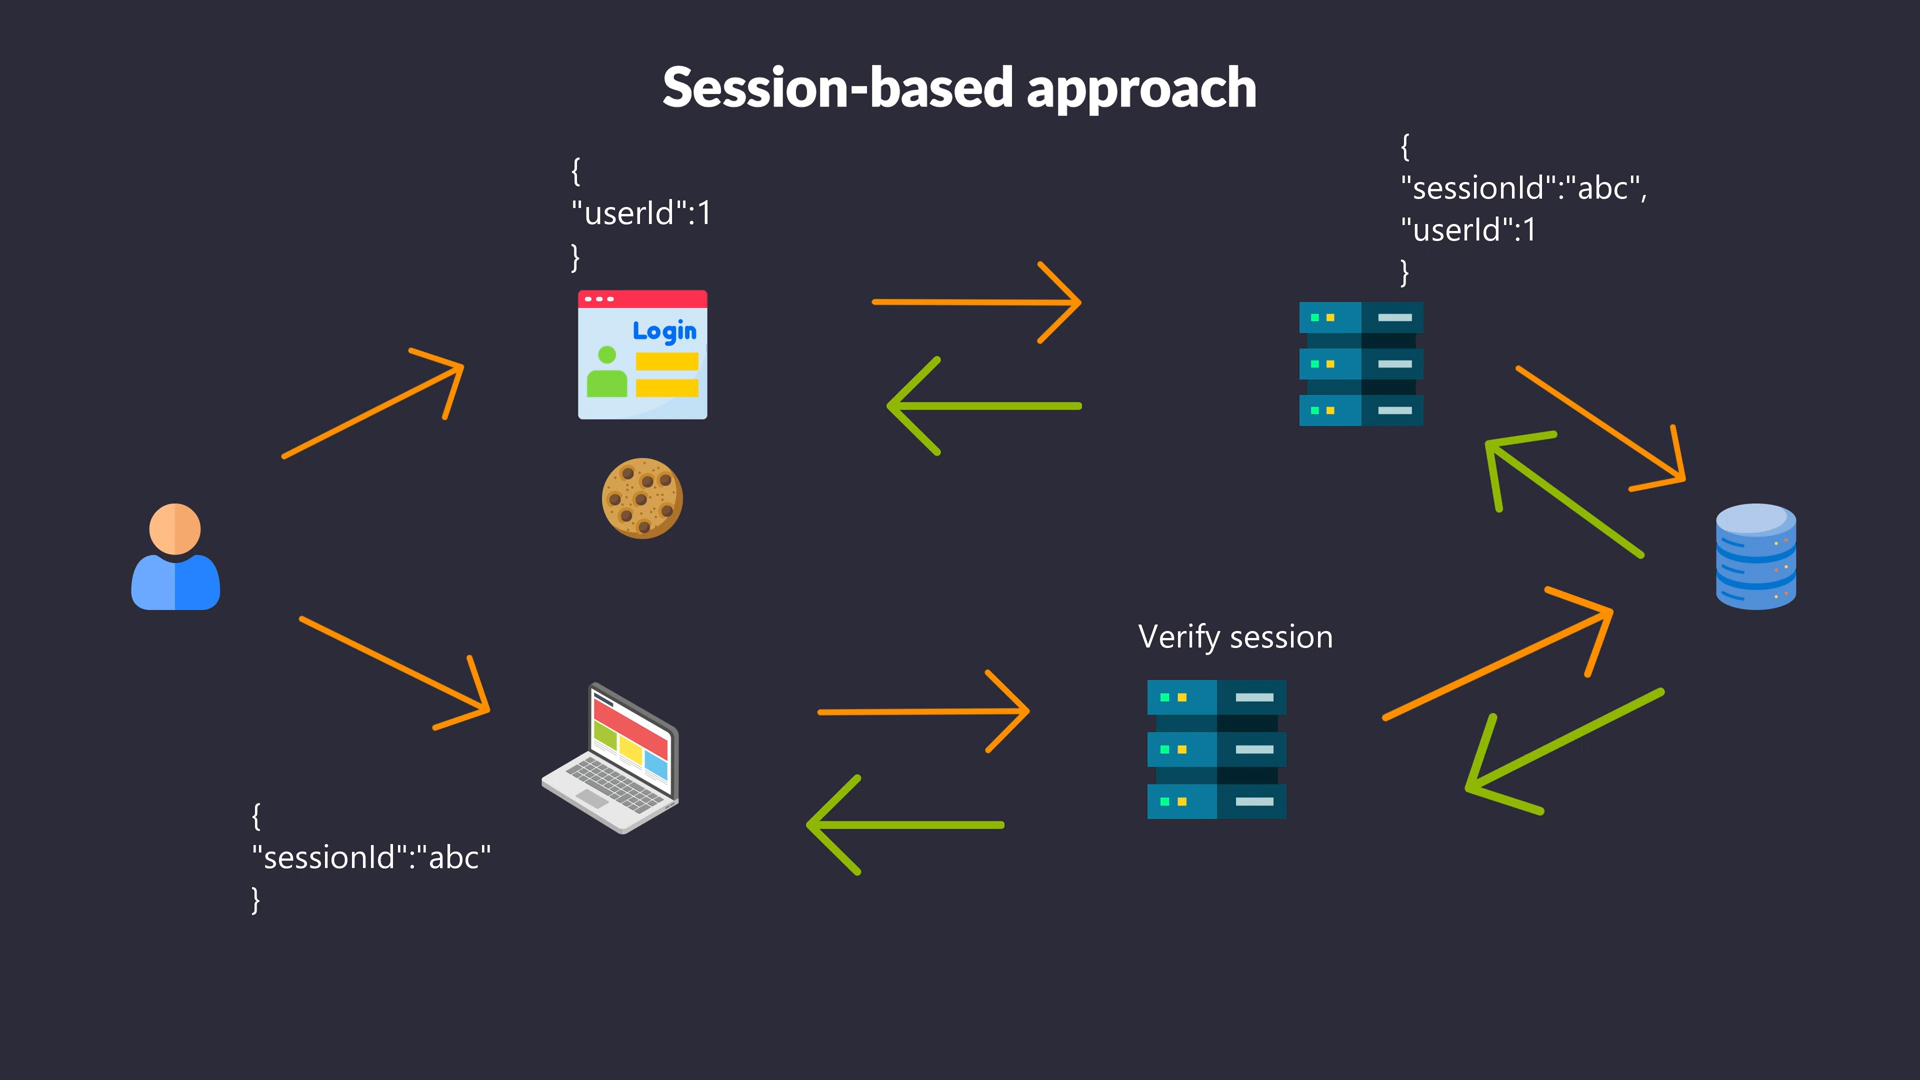 Session-based approach
{
"userId":1
}
{
"sessionId":"abc",
"userId":1
}
Login
Verify session
{
"sessionId":"abc"
}